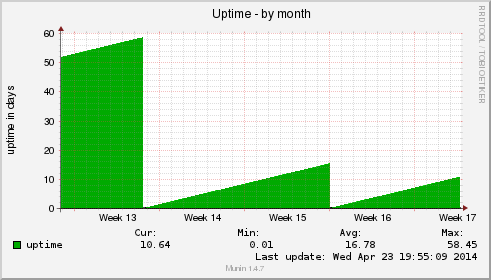 Uptime - by month
RRDTOOL / TOBI OETIKER
uptime in days
60
50
40
30
20
10
0
Week 13 Week 14 Week 15 Week 16 Week 17
Cur: Min: Avg: Max:
uptime 10.64 0.01 16.78 58.45
Last update: Wed Apr 23 19:55:09 2014
Munin 1.4.7